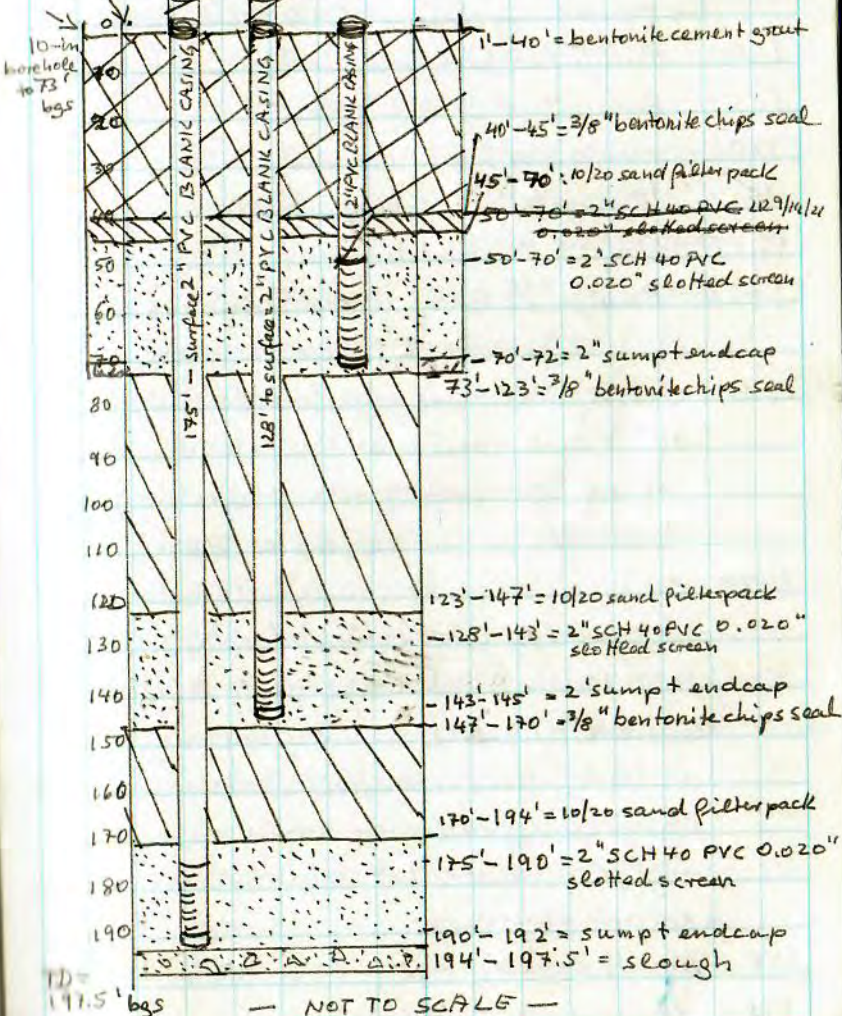 0
10-in
borehole
to 73'
bgs
10
20
30
40
50
60
70
80
90
100
110
120
130
140
150
160
170
180
190
TD=
197.5' bgs
175' - surface 2" PVC BLANK CASING
128' to surface = 2" PVC BLANK CASING
2" PVC BLANK CASING
1'-40' = bentonite cement grout
40'-45' = 3/8" bentonite chips seal
45'-70' : 10/20 sand filter pack
50'-70' = 2" SCH 40 PVC 9/14/21
0.020" slotted screen
50'-70' = 2" SCH 40 PVC
0.020" slotted screen
70'-72' = 2" sump + endcap
73'-123' = 3/8" bentonite chips seal
123'-147' = 10/20 sand filterpack
128'-143' = 2" SCH 40 PVC 0.020"
slotted screen
143'-145' = 2' sump + endcap
147'-170' = 3/8" bentonite chips seal
170'-194' = 10/20 sand filterpack
175'-190' = 2" SCH 40 PVC 0.020"
slotted screen
190'-192' = sump + endcap
194'-197.5' = slough
— NOT TO SCALE —